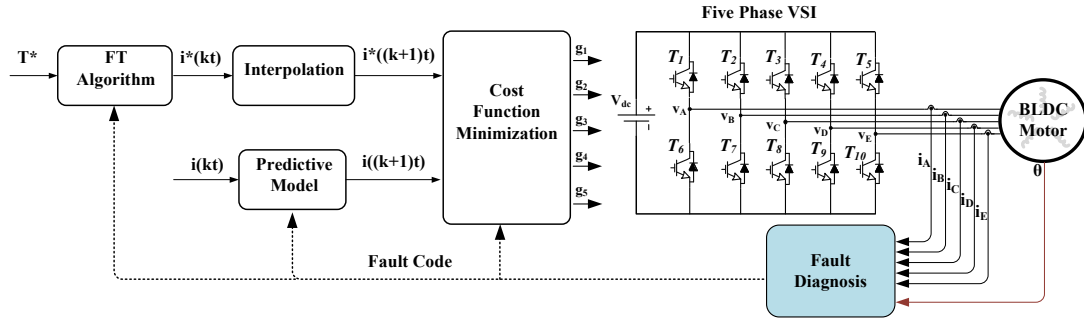 Five Phase VSI
T*
FT
Algorithm
i*(kt)
Interpolation
i*((k+1)t)
i(kt)
Predictive
Model
i((k+1)t)
Cost
Function
Minimization
g1
g2
g3
g4
g5
Vdc
+
−
T1
T2
T3
T4
T5
vA
vB
vC
vD
vE
T6
T7
T8
T9
T10
BLDC
Motor
θ
iA
iB
iC
iD
iE
Fault Code
Fault
Diagnosis